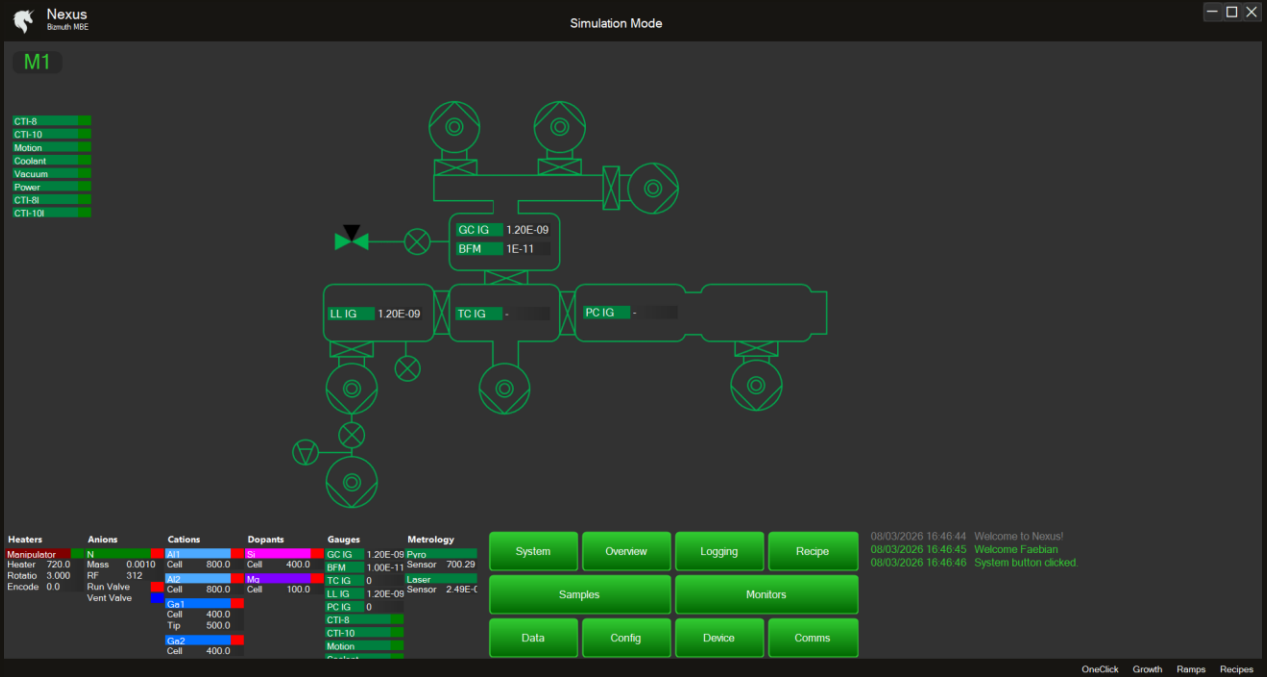 Nexus
Bizmuth MBE
Simulation Mode
M1
CTI-8
CTI-10
Motion
Coolant
Vacuum
Power
CTI-8I
CTI-10I
GC IG 1.20E-09
BFM 1E-11
LL IG 1.20E-09
TC IG -
PC IG -
Heaters
Manipulator
Heater 720.0
Rotatio 3.000
Encode 0.0
Anions
N
Mass 0.0010
RF 312
Run Valve
Vent Valve
Cations
Al1
Cell 800.0
Al2
Cell 800.0
Ga1
Cell 400.0
Tip 500.0
Ga2
Cell 400.0
Dopants
Si
Cell 400.0
Mg
Cell 100.0
Gauges
GC IG 1.20E-09
BFM 1.00E-11
TC IG 0
LL IG 1.20E-09
PC IG 0
CTI-8
CTI-10
Motion
Coolant
Metrology
Pyro
Sensor 700.29
Laser
Sensor 2.49E-0
System Overview Logging Recipe
Samples Monitors
Data Config Device Comms
08/03/2026 16:46:44 Welcome to Nexus!
08/03/2026 16:46:45 Welcome Faebian
08/03/2026 16:46:46 System button clicked.
OneClick Growth Ramps Recipes